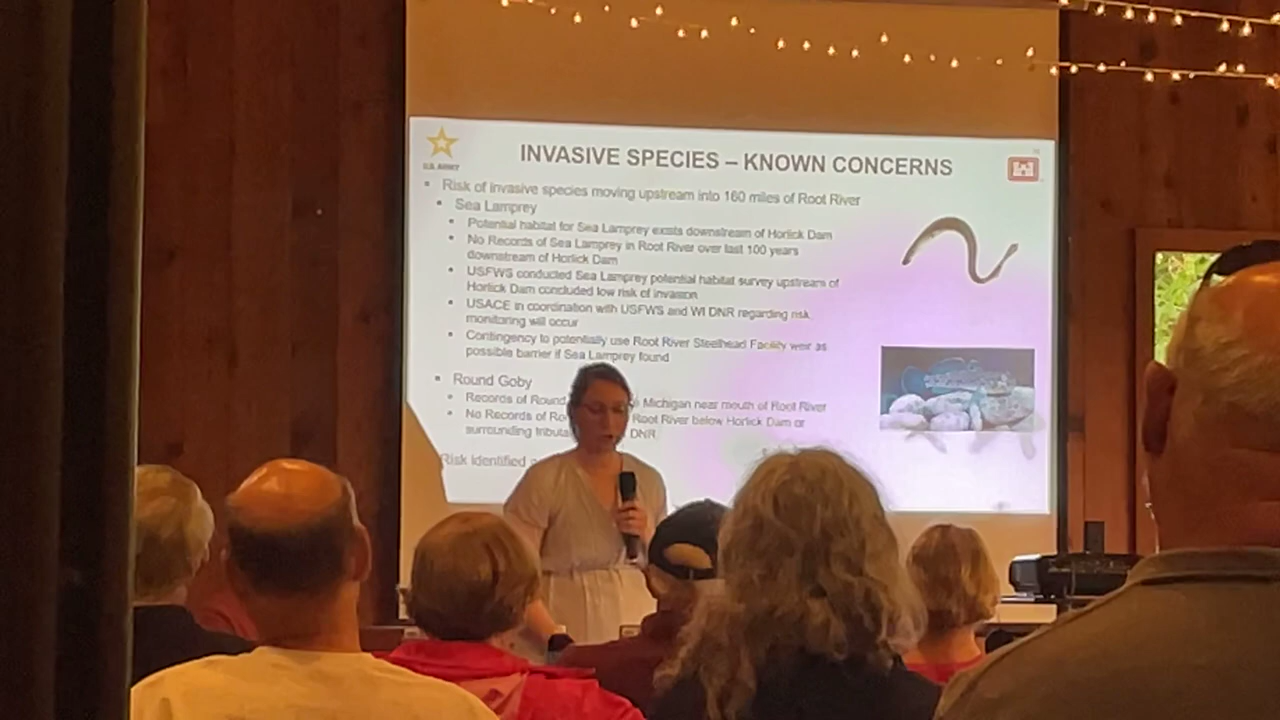 U.S. ARMY
INVASIVE SPECIES – KNOWN CONCERNS
Risk of invasive species moving upstream into 160 miles of Root River
Sea Lamprey
Potential habitat for Sea Lamprey exists downstream of Horlick Dam
No Records of Sea Lamprey in Root River over last 100 years
downstream of Horlick Dam
USFWS conducted Sea Lamprey potential habitat survey upstream of
Horlick Dam concluded low risk of invasion
USACE in coordination with USFWS and WI DNR regarding risk,
monitoring will occur
Contingency to potentially use Root River Steelhead Facility weir as
possible barrier if Sea Lamprey found
Round Goby
Records of Round Michigan near mouth of Root River
No Records of Root River below Horlick Dam or
surrounding DNR
Risk identified